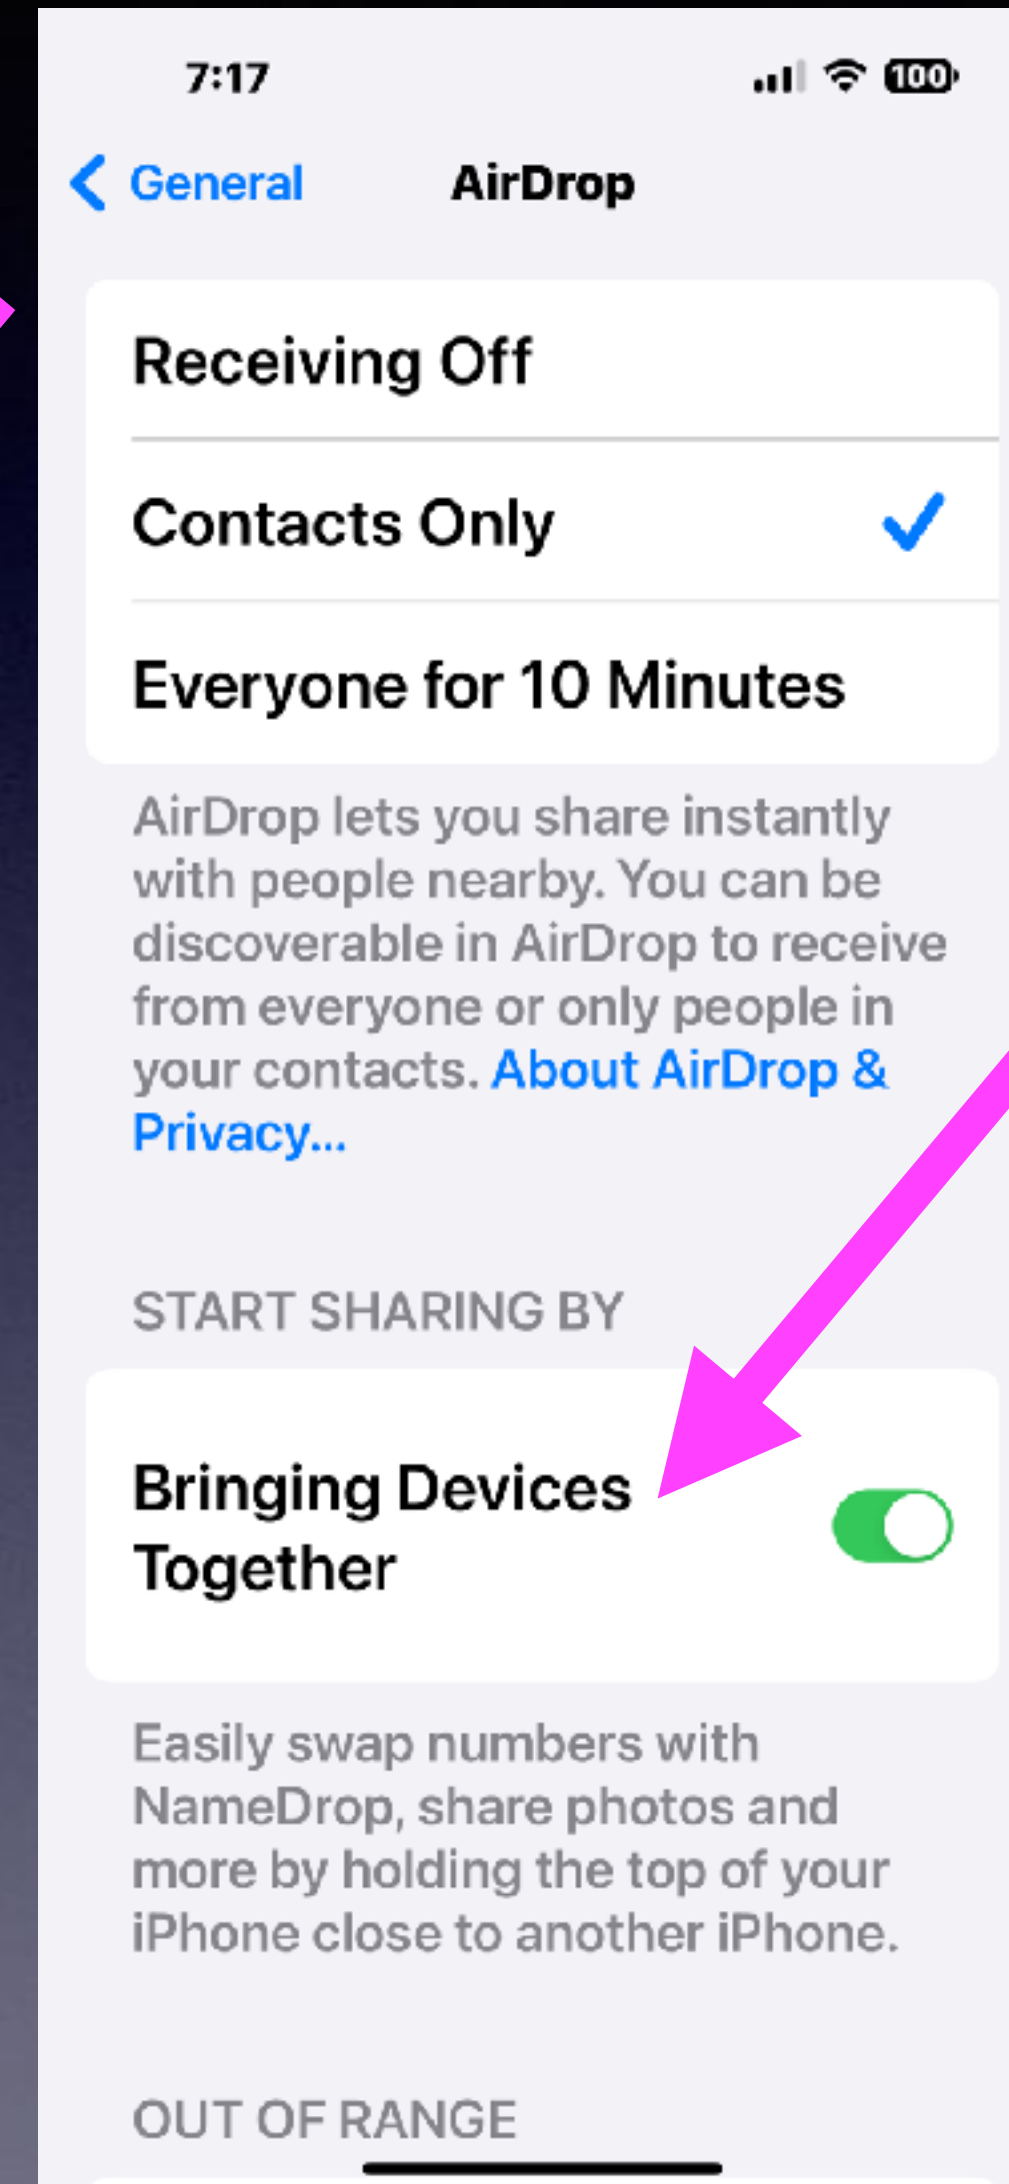 7:17
100
General
AirDrop
Receiving Off
Contacts Only
Everyone for 10 Minutes
AirDrop lets you share instantly
with people nearby. You can be
discoverable in AirDrop to receive
from everyone or only people in
your contacts. About AirDrop &
Privacy...
START SHARING BY
Bringing Devices
Together
Easily swap numbers with
NameDrop, share photos and
more by holding the top of your
iPhone close to another iPhone.
OUT OF RANGE